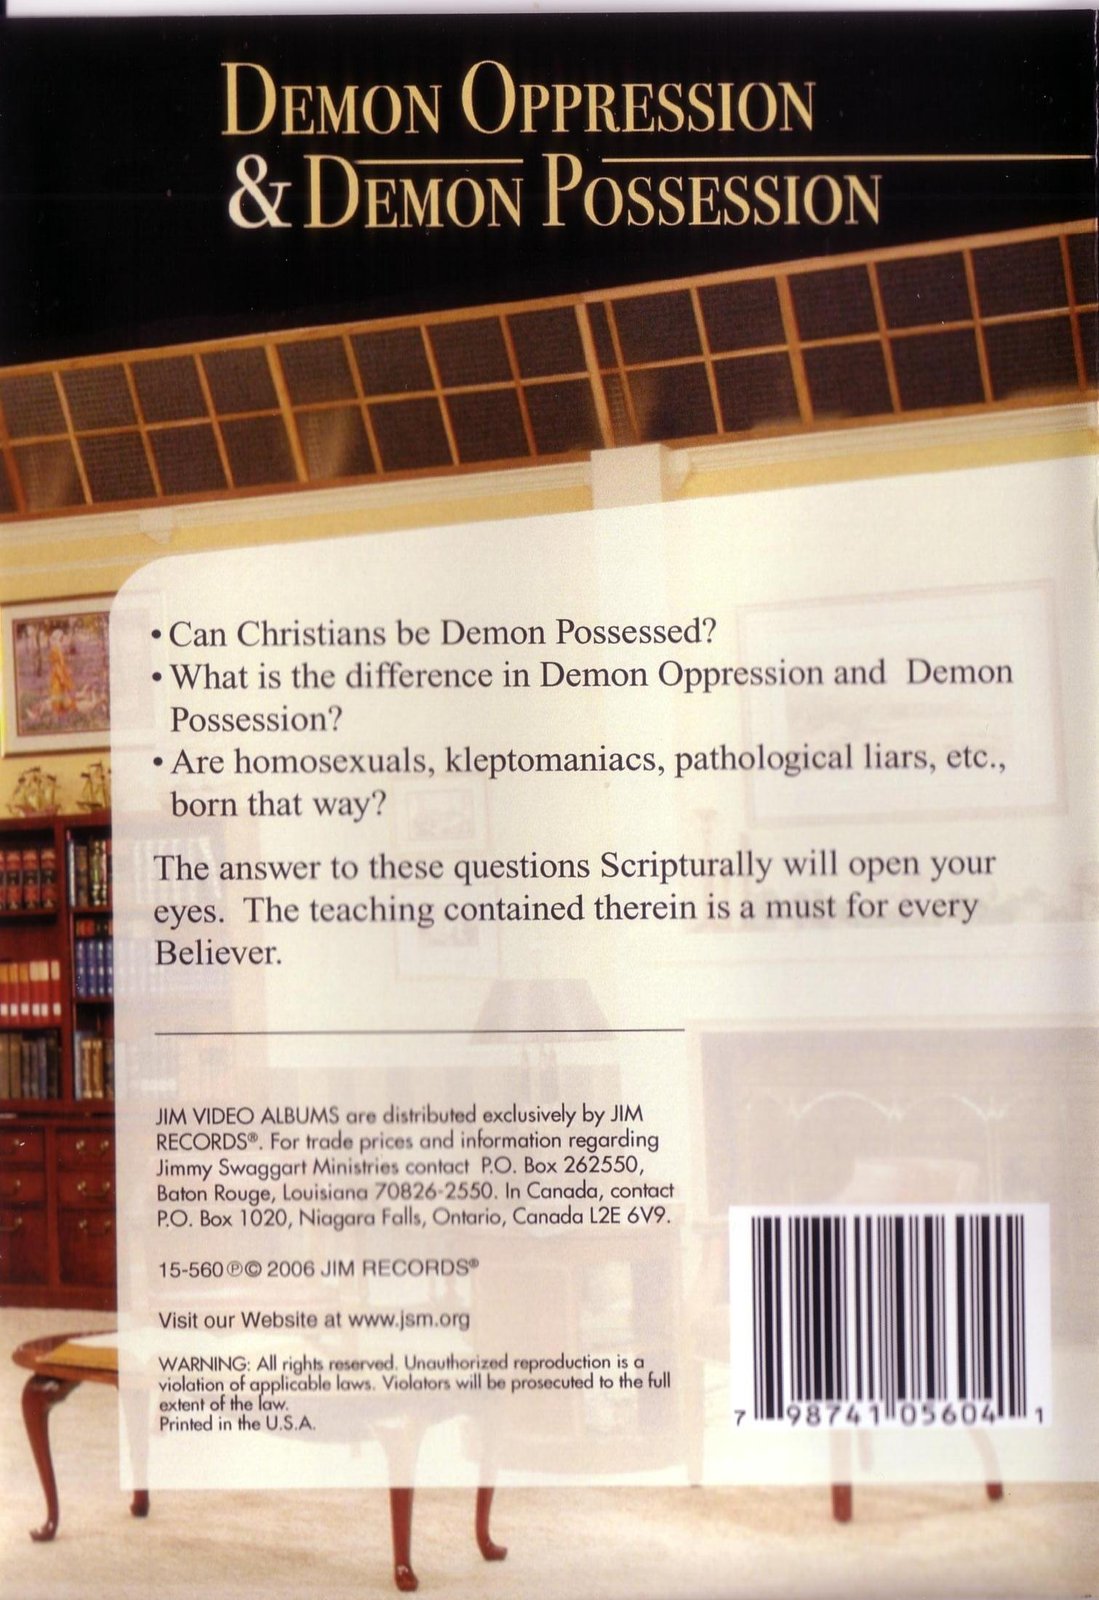 DEMON OPPRESSION
& DEMON POSSESSION
• Can Christians be Demon Possessed?
• What is the difference in Demon Oppression and Demon
Possession?
• Are homosexuals, kleptomaniacs, pathological liars, etc.,
born that way?
The answer to these questions Scripturally will open your
eyes. The teaching contained therein is a must for every
Believer.
JIM VIDEO ALBUMS are distributed exclusively by JIM
RECORDS®. For trade prices and information regarding
Jimmy Swaggart Ministries contact P.O. Box 262550,
Baton Rouge, Louisiana 70826-2550. In Canada, contact
P.O. Box 1020, Niagara Falls, Ontario, Canada L2E 6V9.
15-560 ℗© 2006 JIM RECORDS®
Visit our Website at www.jsm.org
WARNING: All rights reserved. Unauthorized reproduction is a
violation of applicable laws. Violators will be prosecuted to the full
extent of the law.
Printed in the U.S.A.
7 98741 05604 1